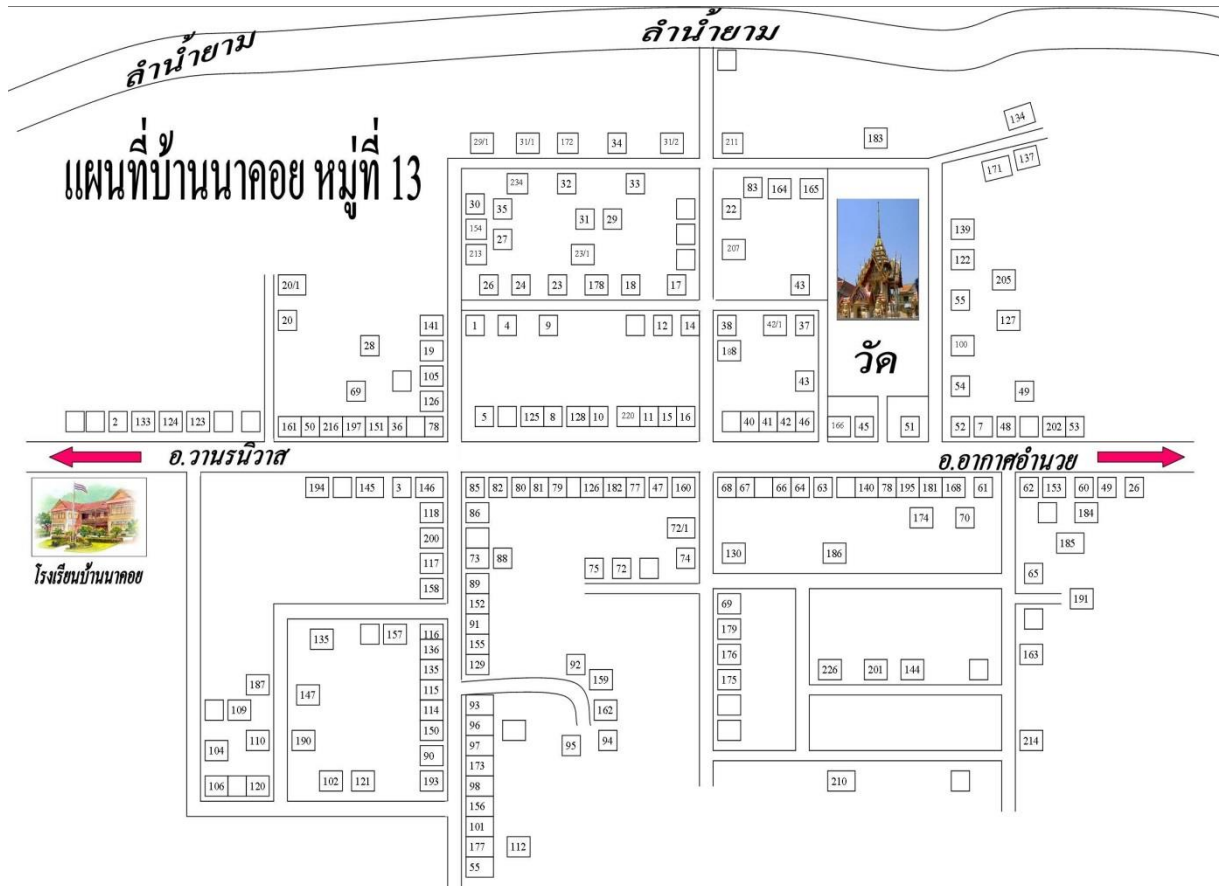 ลำน้ำยาม
ลำน้ำยาม
แผนที่บ้านนาคอย หมู่ที่ 13
134
29/1 31/1 172 34 31/2 211 183
171 137
234 32 33 83 164 165
30 35 31 29 22
154 27 139
213 23/1 207 122
205
20/1 26 24 23 178 18 17 43
55
20 141 1 4 9 12 14 38 42/1 37 127
28 19 188 วัด 100
69 105 43 54 49
126
2 133 124 123 161 50 216 197 151 36 78 5 125 8 128 10 220 11 15 16 40 41 42 46 166 45 51 52 7 48 202 53
อ.วานรนิวาส อ.อากาศอำนวย
194 145 3 146 85 82 80 81 79 126 182 77 47 160 68 67 66 64 63 140 78 195 181 168 61 62 153 60 49 26
118 86 72/1 174 70 184
200 185
117 73 88 75 72 74 130 186
โรงเรียนบ้านนาคอย
158 89 65
152 69 191
135 157 116 91 179
136 155 176 163
135 129 92 226 201 144
187 115 159 175
147
109 114 93 162
110 190 150 96 95 94 214
104 90 97
106 120 102 121 193 173 210
98
156
101
177 112
55